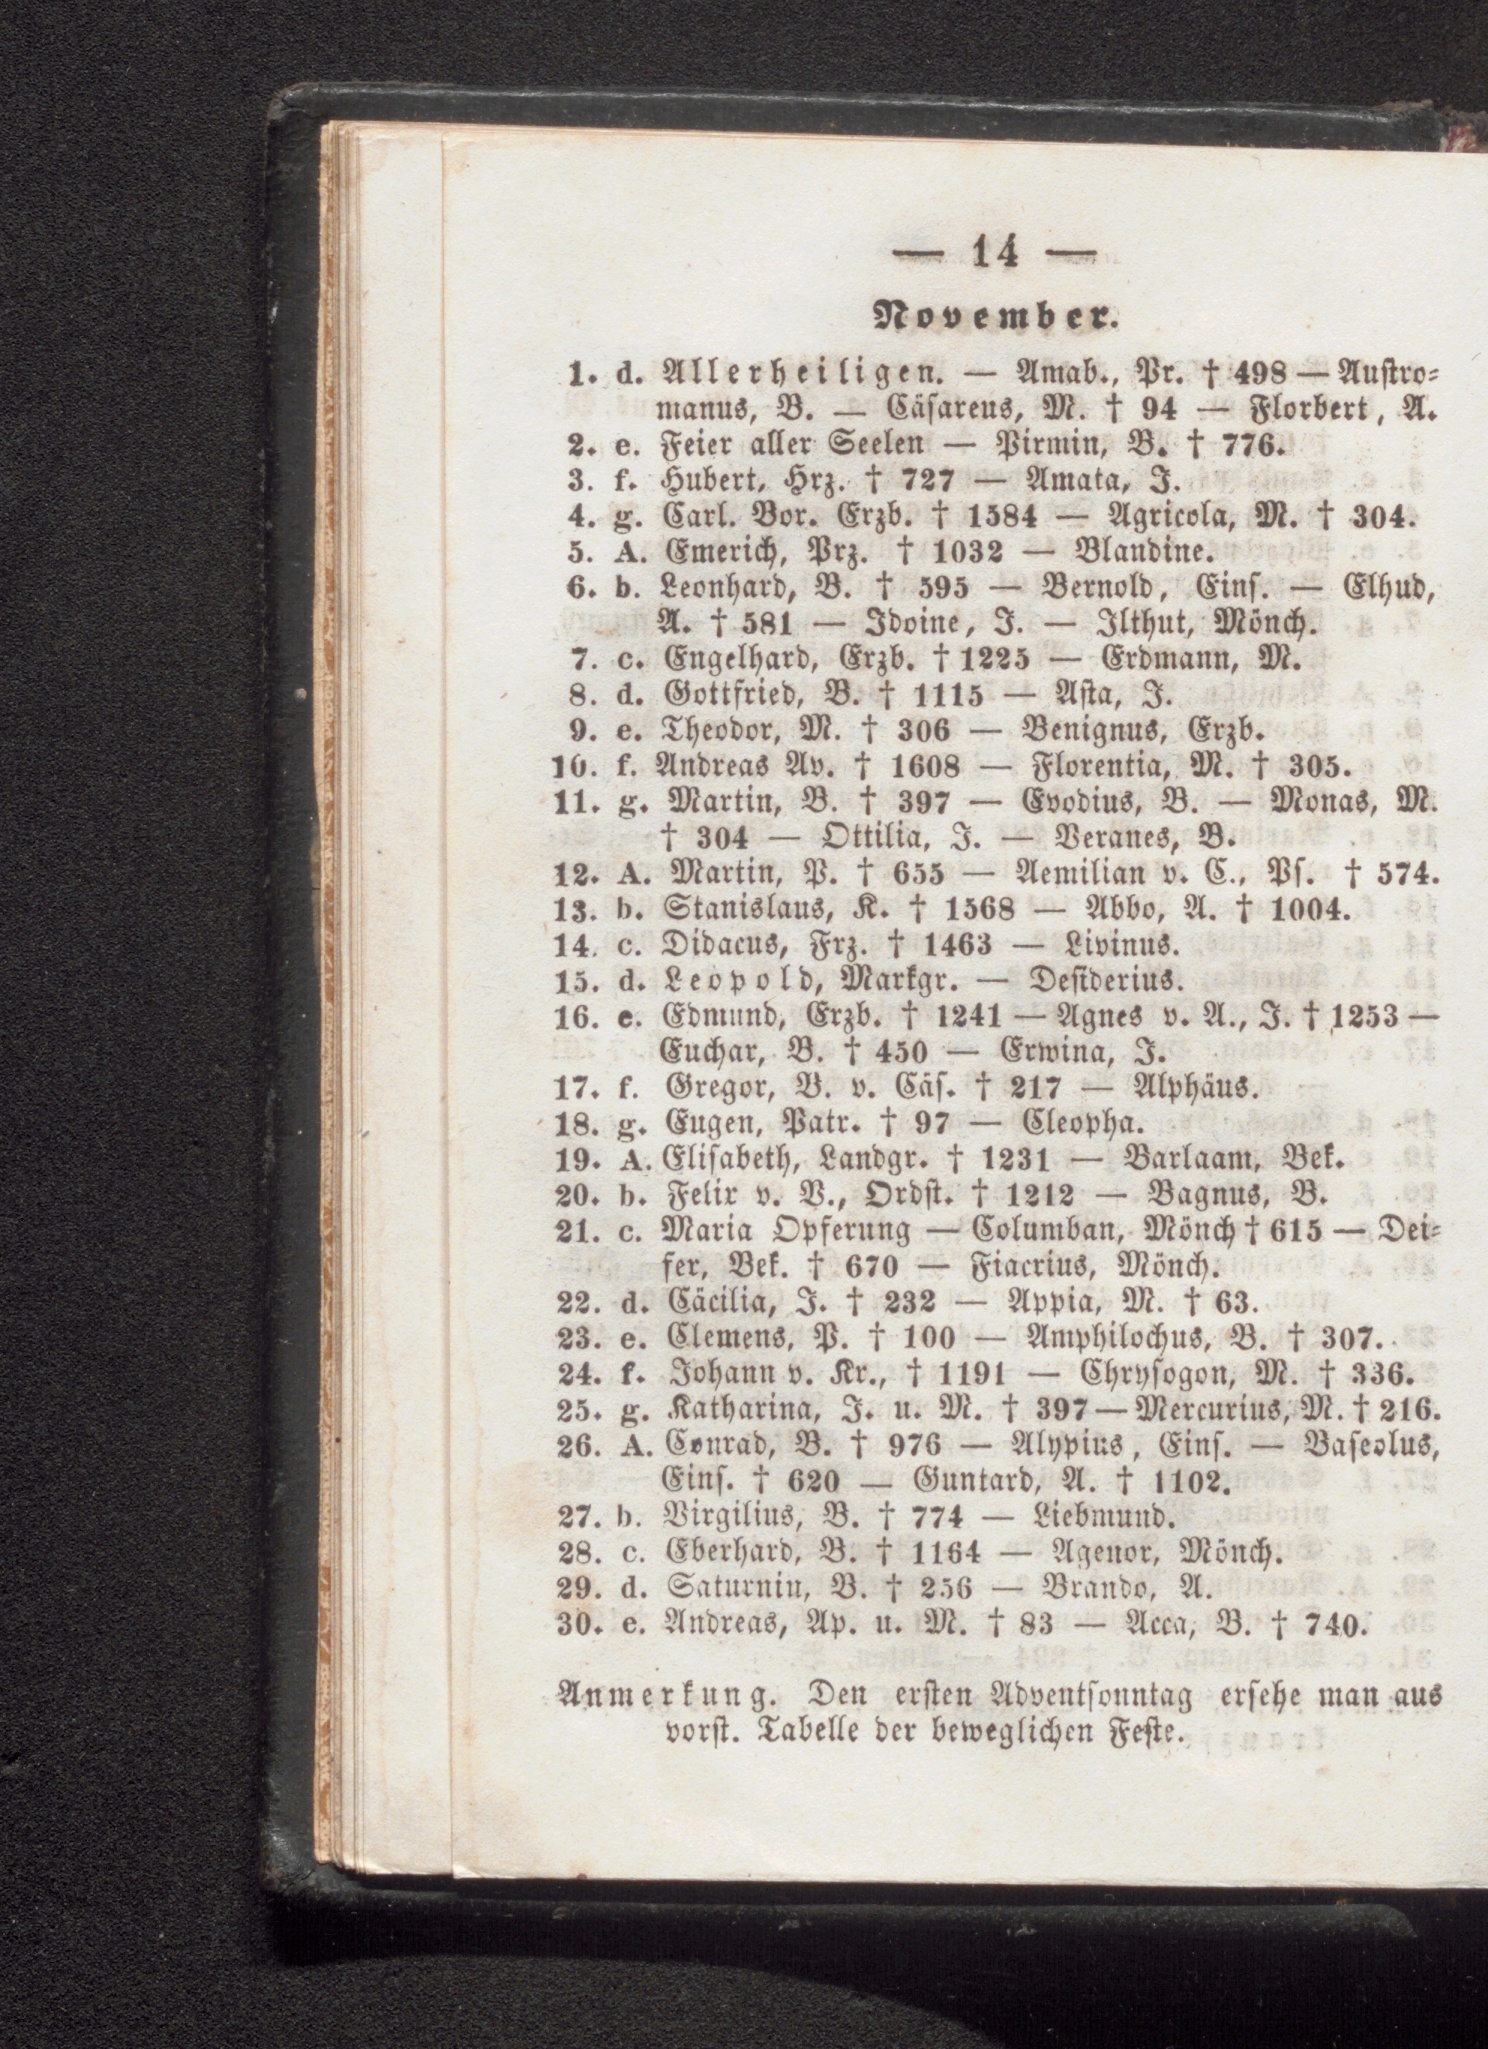 — 14 —
November.
1. d. Allerheiligen. — Amab., Pr. † 498 — Austro-
manus, B. — Cäsareus, M. † 94 — Florbert, A.
2. e. Feier aller Seelen — Pirmin, B. † 776.
3. f. Hubert, Hrz. † 727 — Amata, J.
4. g. Carl. Bor. Erzb. † 1584 — Agricola, M. † 304.
5. A. Emerich, Prz. † 1032 — Blandine.
6. b. Leonhard, B. † 595 — Bernold, Eins. — Elhud,
A. † 581 — Idoine, J. — Ilthut, Mönch.
7. c. Engelhard, Erzb. † 1225 — Erdmann, M.
8. d. Gottfried, B. † 1115 — Asta, J.
9. e. Theodor, M. † 306 — Benignus, Erzb.
10. f. Andreas Av. † 1608 — Florentia, M. † 305.
11. g. Martin, B. † 397 — Evodius, B. — Monas, M.
† 304 — Ottilia, J. — Veranes, B.
12. A. Martin, P. † 655 — Aemilian v. C., Ps. † 574.
13. b. Stanislaus, K. † 1568 — Abbo, A. † 1004.
14. c. Didacus, Frz. † 1463 — Livinus.
15. d. Leopold, Markgr. — Desiderius.
16. e. Edmund, Erzb. † 1241 — Agnes v. A., J. † 1253 —
Euchar, B. † 450 — Erwina, J.
17. f. Gregor, B. v. Cäs. † 217 — Alphäus.
18. g. Eugen, Patr. † 97 — Cleopha.
19. A. Elisabeth, Landgr. † 1231 — Barlaam, Bek.
20. b. Felix v. V., Ordst. † 1212 — Bagnus, B.
21. c. Maria Opferung — Columban, Mönch † 615 — Dei-
fer, Bek. † 670 — Fiacrius, Mönch.
22. d. Cäcilia, J. † 232 — Appia, M. † 63.
23. e. Clemens, P. † 100 — Amphilochus, B. † 307.
24. f. Johann v. Kr., † 1191 — Chrysogon, M. † 336.
25. g. Katharina, J. u. M. † 397 — Mercurius, M. † 216.
26. A. Conrad, B. † 976 — Alypius, Eins. — Baseolus,
Eins. † 620 — Guntard, A. † 1102.
27. b. Virgilius, B. † 774 — Liebmund.
28. c. Eberhard, B. † 1164 — Agenor, Mönch.
29. d. Saturnin, B. † 256 — Brando, A.
30. e. Andreas, Ap. u. M. † 83 — Acca, B. † 740.
Anmerkung. Den ersten Adventsonntag ersehe man aus
vorst. Tabelle der beweglichen Feste.